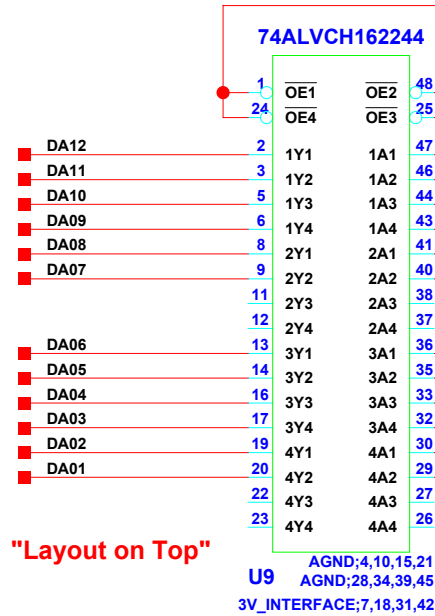 74ALVCH162244
1 OE1 OE2 48
24 OE4 OE3 25
DA12 2 1Y1 1A1 47
DA11 3 1Y2 1A2 46
DA10 5 1Y3 1A3 44
DA09 6 1Y4 1A4 43
DA08 8 2Y1 2A1 41
DA07 9 2Y2 2A2 40
11 2Y3 2A3 38
12 2Y4 2A4 37
DA06 13 3Y1 3A1 36
DA05 14 3Y2 3A2 35
DA04 16 3Y3 3A3 33
DA03 17 3Y4 3A4 32
DA02 19 4Y1 4A1 30
DA01 20 4Y2 4A2 29
22 4Y3 4A3 27
23 4Y4 4A4 26
"Layout on Top"
U9
AGND;4,10,15,21
AGND;28,34,39,45
3V_INTERFACE;7,18,31,42